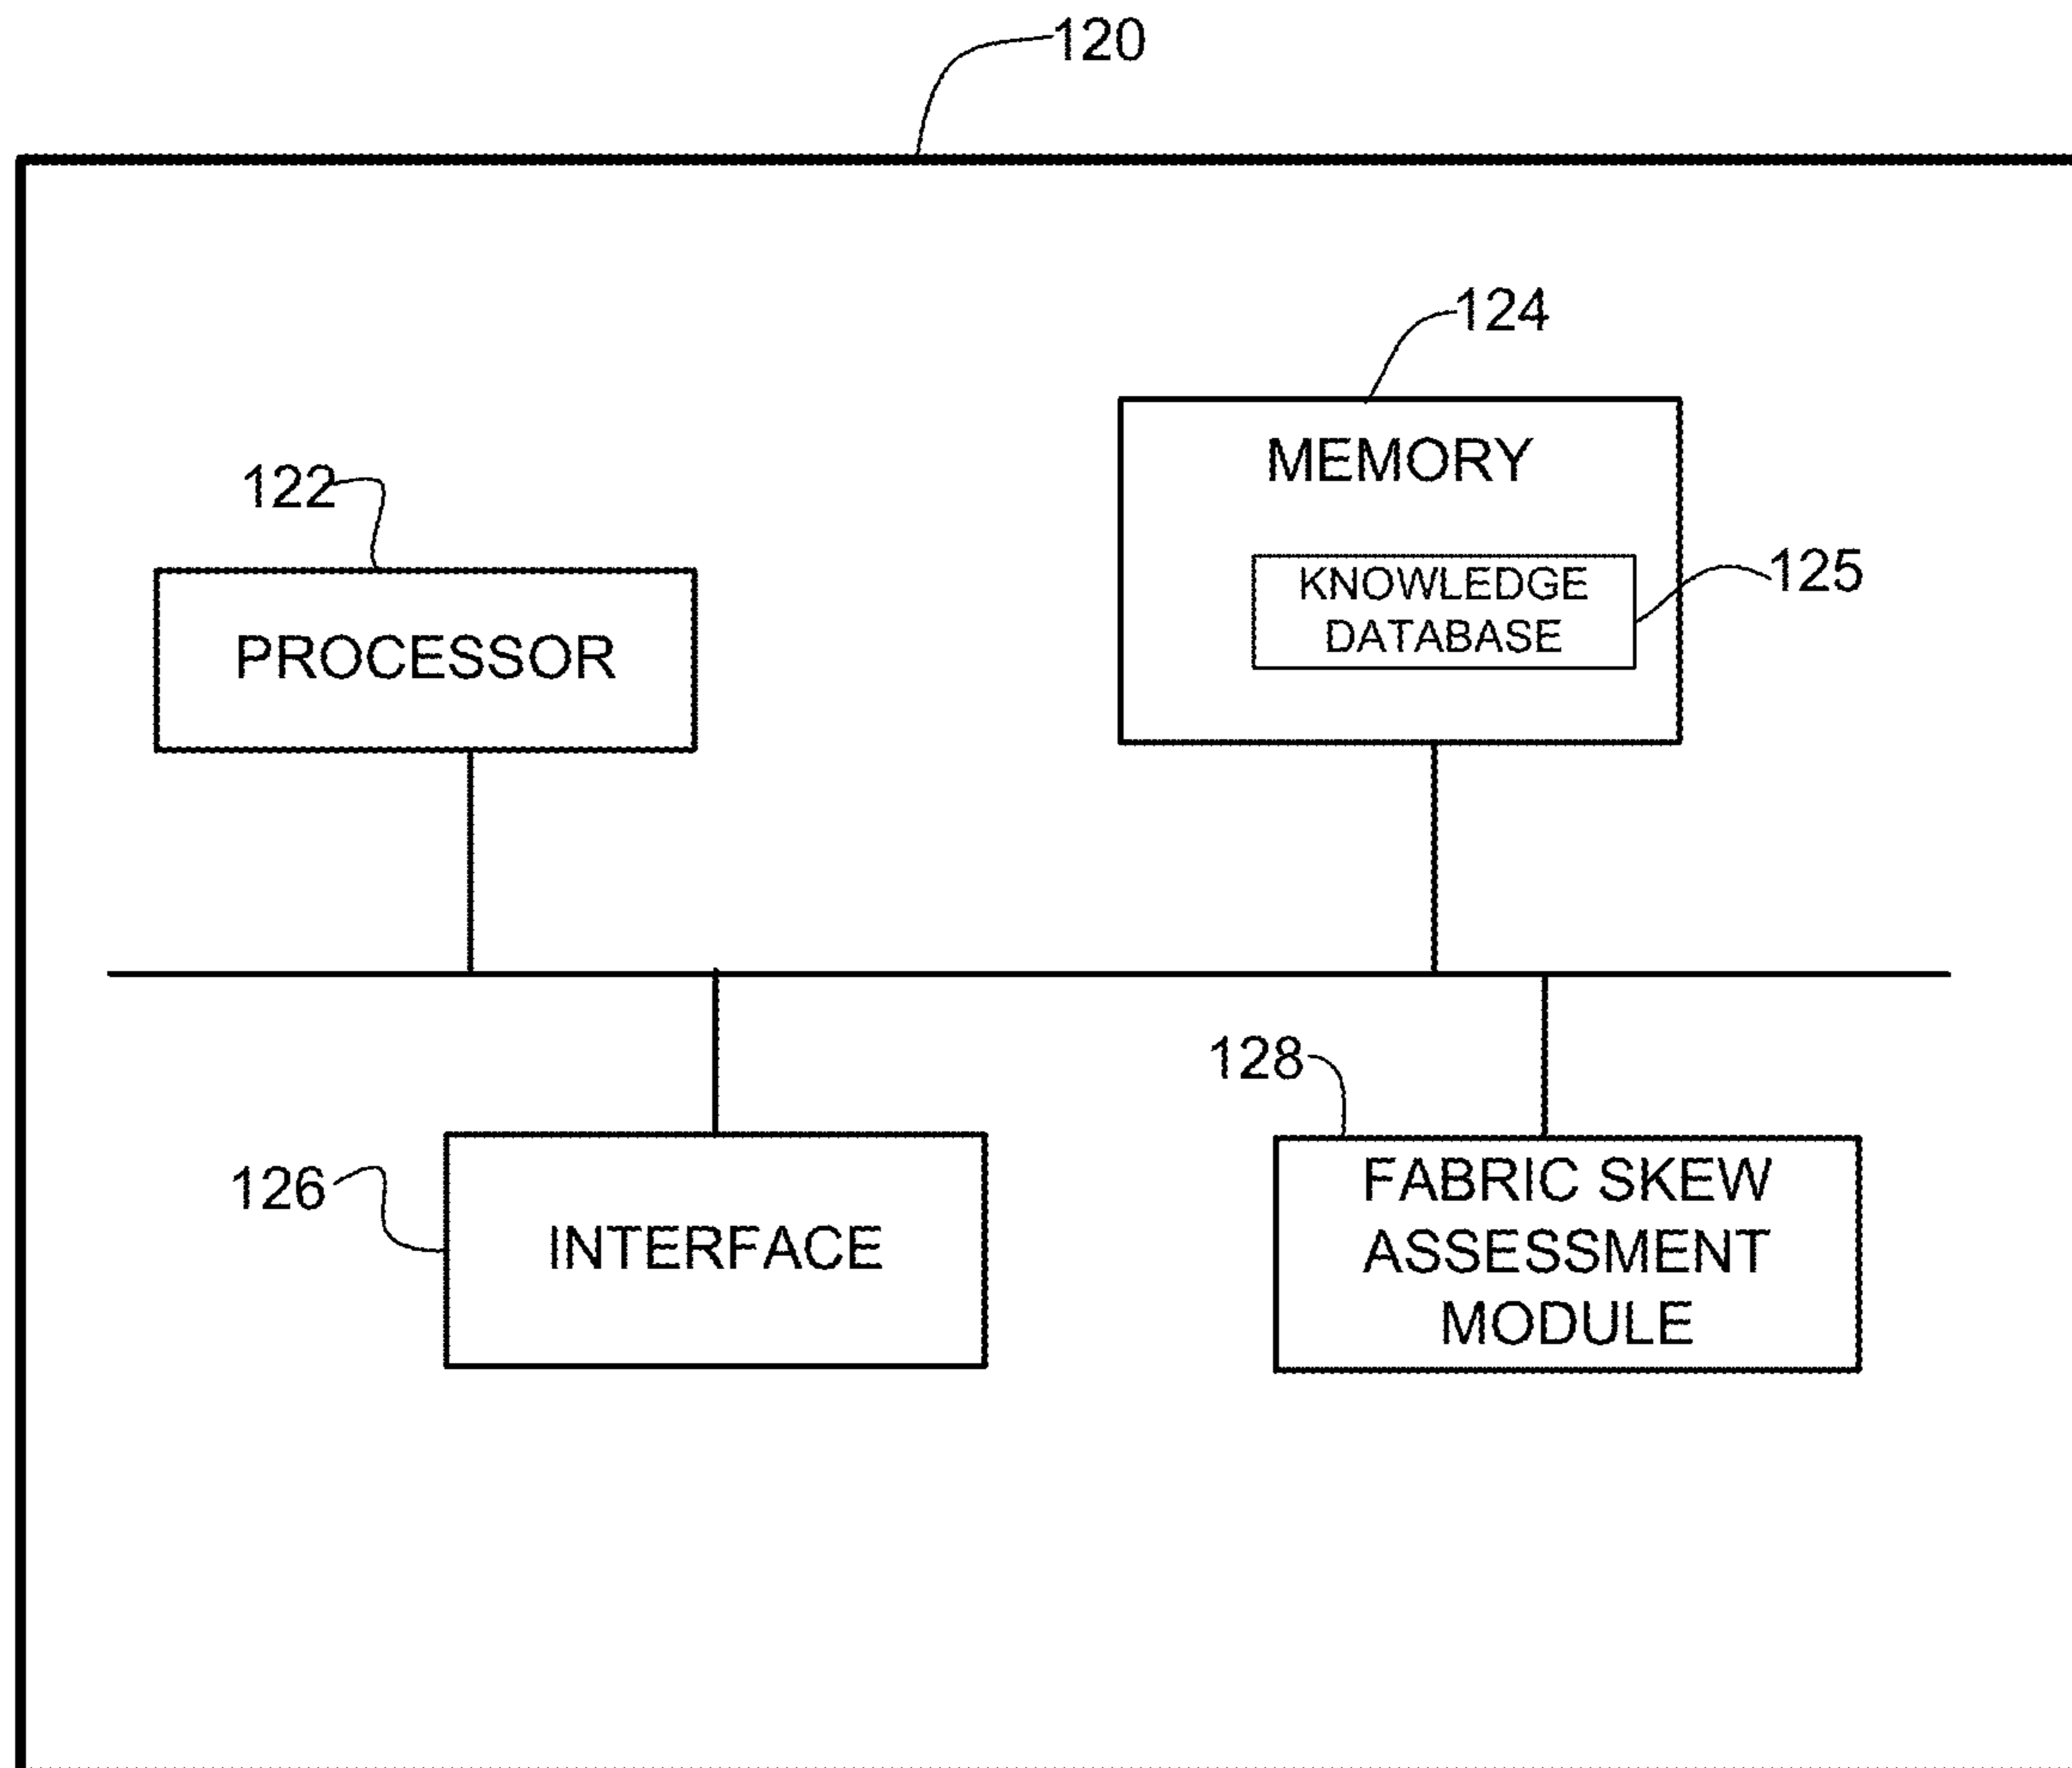 120
124
MEMORY
122
KNOWLEDGE
DATABASE
125
PROCESSOR
128
126
INTERFACE
FABRIC SKEW
ASSESSMENT
MODULE